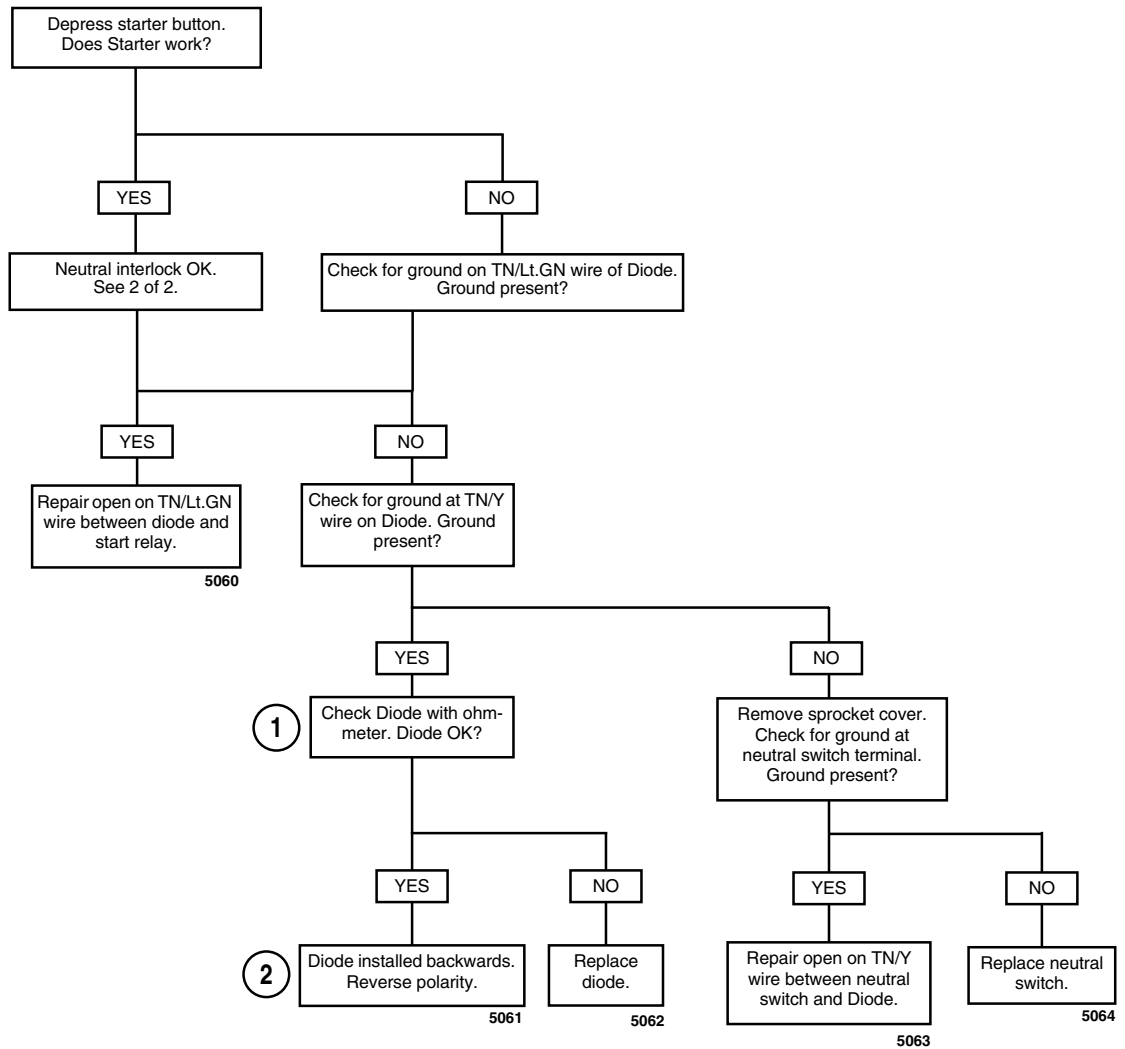 Depress starter button.
Does Starter work?
YES
NO
Neutral interlock OK.
See 2 of 2.
Check for ground on TN/Lt.GN wire of Diode.
Ground present?
YES
NO
Repair open on TN/Lt.GN
wire between diode and
start relay.
5060
Check for ground at TN/Y
wire on Diode. Ground
present?
YES
NO
1
Check Diode with ohm-
meter. Diode OK?
Remove sprocket cover.
Check for ground at
neutral switch terminal.
Ground present?
YES
NO
YES
NO
2
Diode installed backwards.
Reverse polarity.
5061
Replace
diode.
5062
Repair open on TN/Y
wire between neutral
switch and Diode.
5063
Replace neutral
switch.
5064